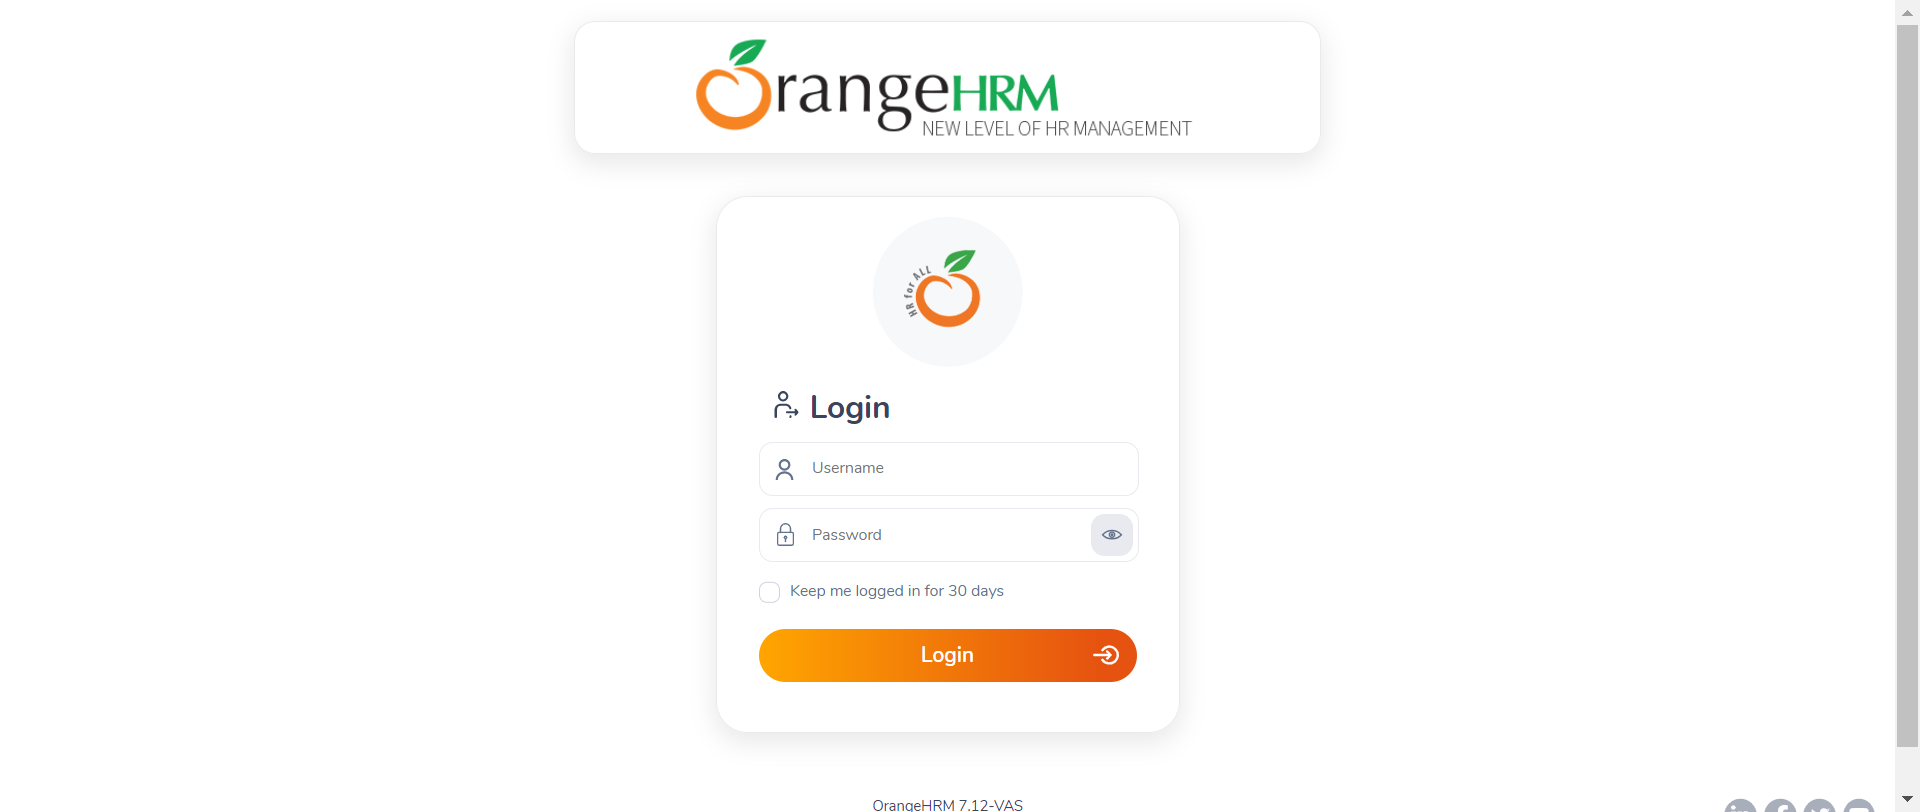 OrangeHRM
NEW LEVEL OF HR MANAGEMENT
HR for ALL
Login
Username
Password
Keep me logged in for 30 days
Login
OrangeHRM 7.12-VAS